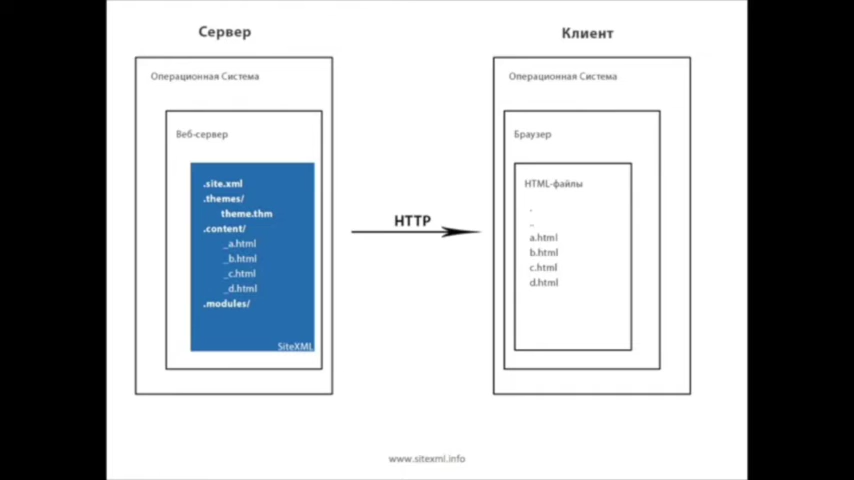 Сервер
Операционная Система
Веб-сервер
.site.xml
.themes/
theme.thm
.content/
_a.html
_b.html
_c.html
_d.html
.modules/
SiteXML
HTTP
Клиент
Операционная Система
Браузер
HTML-файлы
.
..
a.html
b.html
c.html
d.html
www.sitexml.info